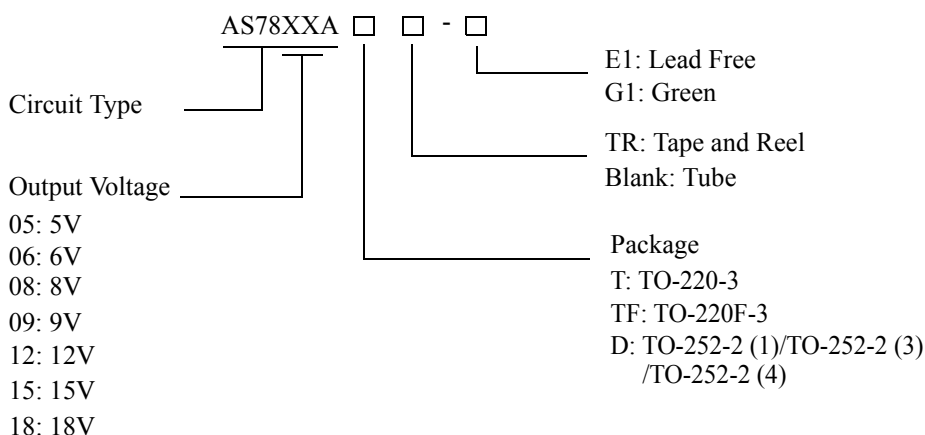 AS78XXA □ □ - □
E1: Lead Free
G1: Green
Circuit Type
TR: Tape and Reel
Blank: Tube
Output Voltage
05: 5V
06: 6V
08: 8V
09: 9V
12: 12V
15: 15V
18: 18V
Package
T: TO-220-3
TF: TO-220F-3
D: TO-252-2 (1)/TO-252-2 (3)
/TO-252-2 (4)